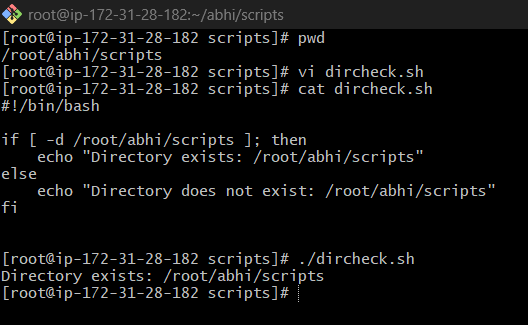 root@ip-172-31-28-182:~/abhi/scripts
[root@ip-172-31-28-182 scripts]# pwd
/root/abhi/scripts
[root@ip-172-31-28-182 scripts]# vi dircheck.sh
[root@ip-172-31-28-182 scripts]# cat dircheck.sh
#!/bin/bash

if [ -d /root/abhi/scripts ]; then
    echo "Directory exists: /root/abhi/scripts"
else
    echo "Directory does not exist: /root/abhi/scripts"
fi


[root@ip-172-31-28-182 scripts]# ./dircheck.sh
Directory exists: /root/abhi/scripts
[root@ip-172-31-28-182 scripts]#